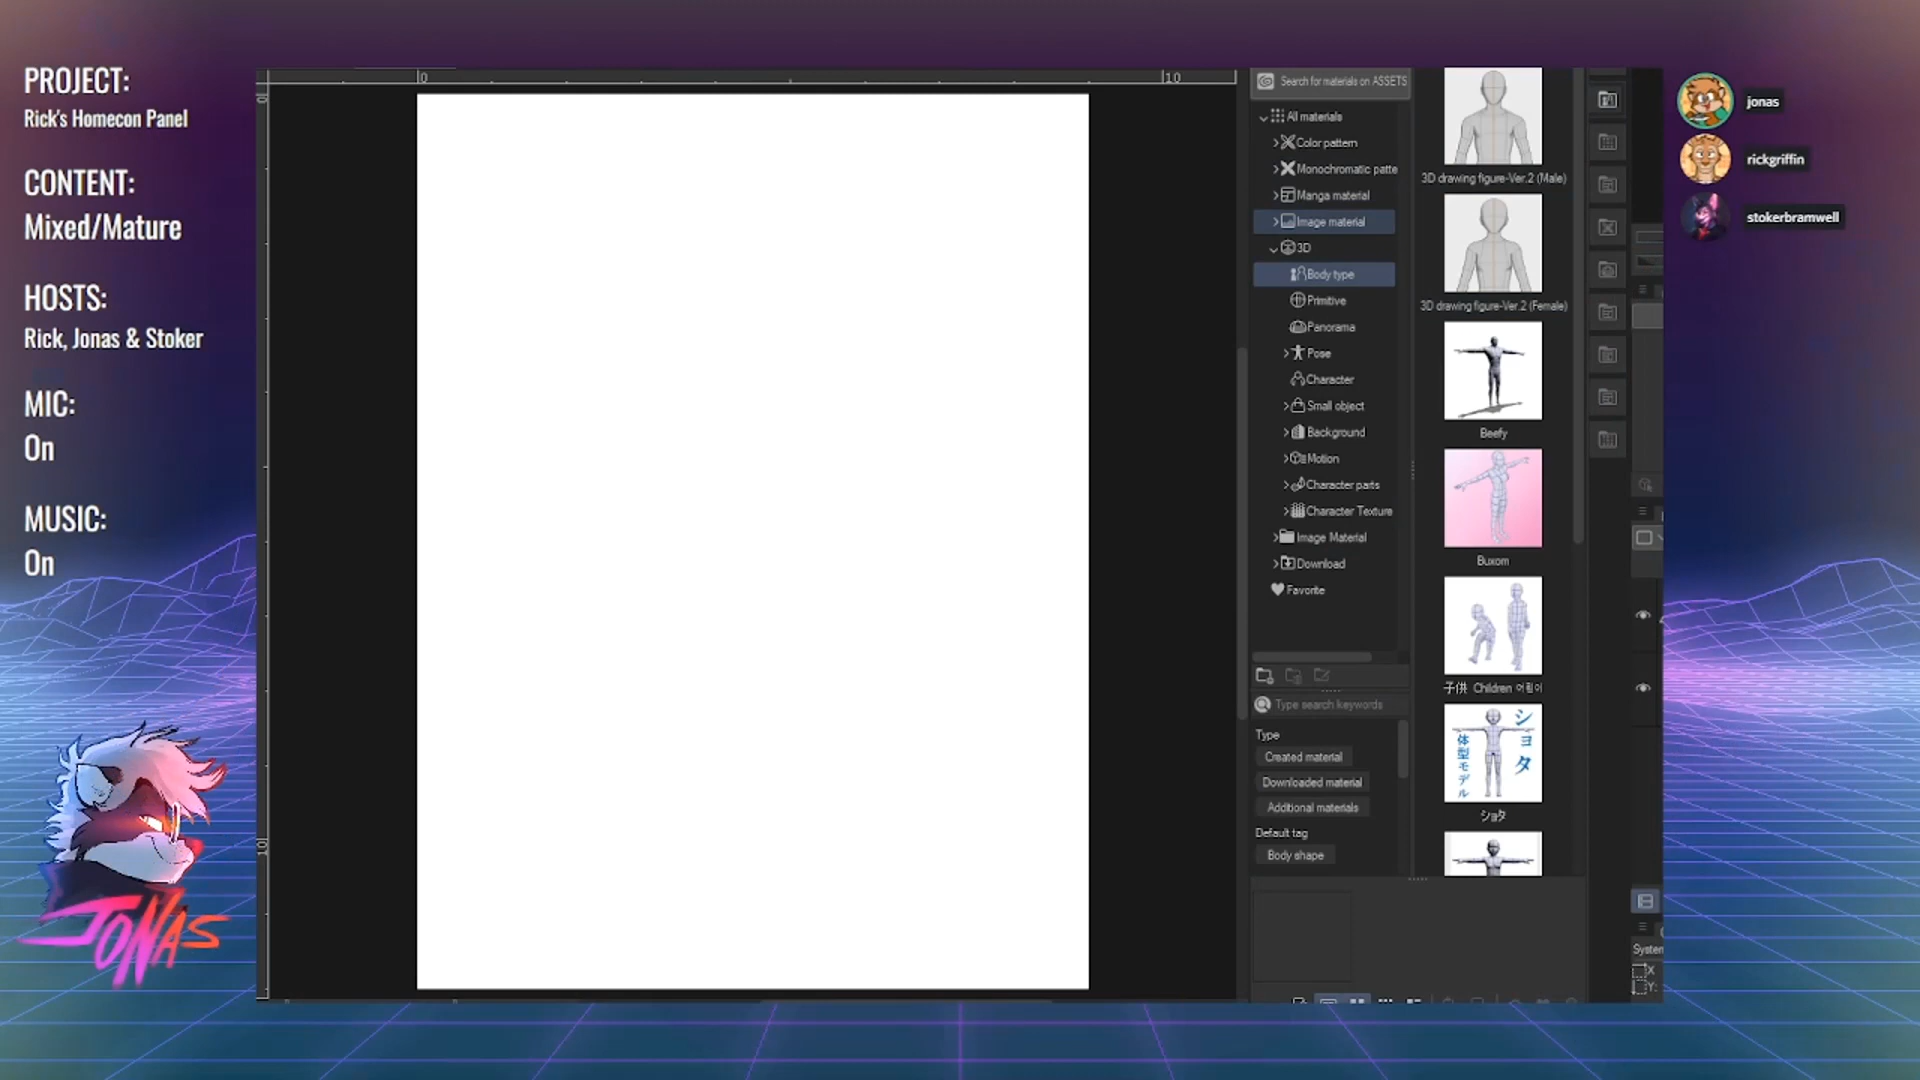 PROJECT:
Rick's Homecon Panel
CONTENT:
Mixed/Mature
HOSTS:
Rick, Jonas & Stoker
MIC:
On
MUSIC:
On
JONAS
0
10
0
10
Search for materials on ASSETS
All materials
Color pattern
Monochromatic patte
Manga material
Image material
3D
Body type
Primitive
Panorama
Pose
Character
Small object
Background
Motion
Character parts
Character Texture
Image Material
Download
Favorite
Type search keywords
Type
Created material
Downloaded material
Additional materials
Default tag
Body shape
3D drawing figure-Ver.2 (Male)
3D drawing figure-Ver.2 (Female)
Beefy
Buxom
子供 Children 어린이
ショタ
体型モデル
ショタ
System
X
Y:
jonas
rickgriffin
stokerbramwell